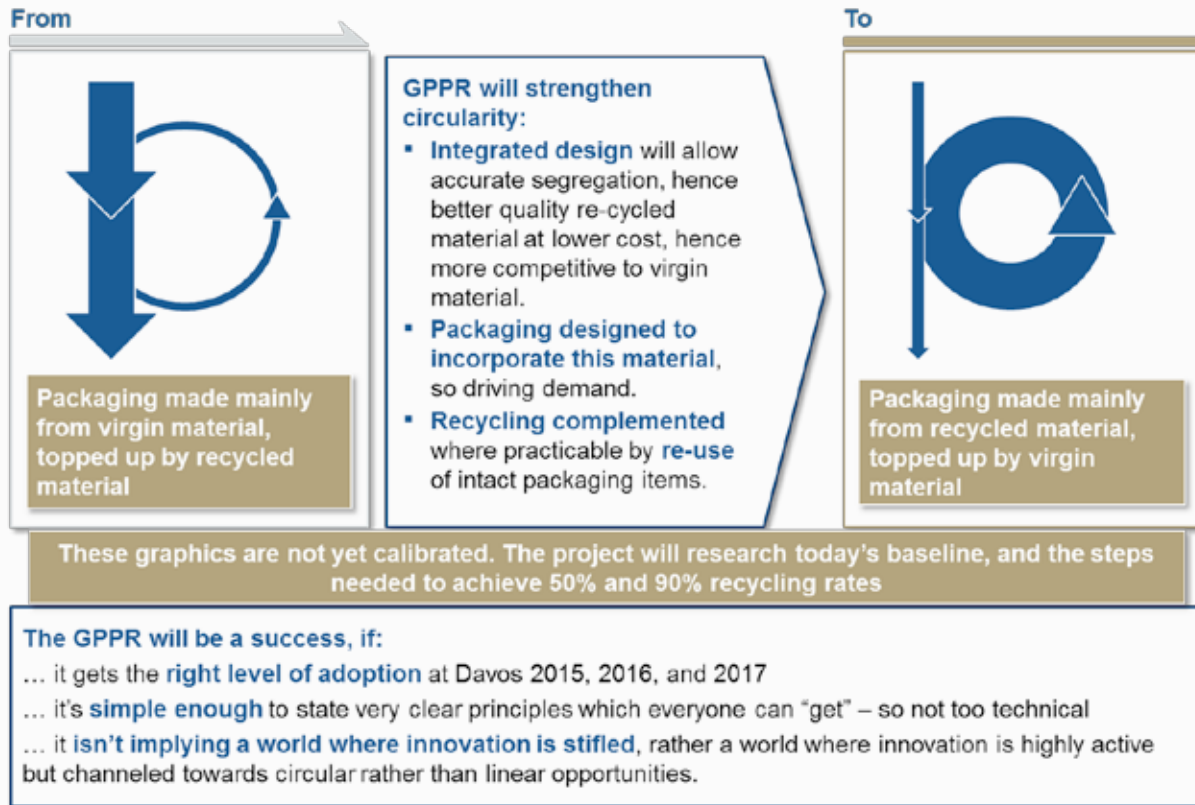 From
To
GPPR will strengthen
circularity:
▪ Integrated design will allow
accurate segregation, hence
better quality re-cycled
material at lower cost, hence
more competitive to virgin
material.
▪ Packaging designed to
incorporate this material,
so driving demand.
▪ Recycling complemented
where practicable by re-use
of intact packaging items.
Packaging made mainly
from virgin material,
topped up by recycled
material
Packaging made mainly
from recycled material,
topped up by virgin
material
These graphics are not yet calibrated. The project will research today's baseline, and the steps
needed to achieve 50% and 90% recycling rates
The GPPR will be a success, if:
… it gets the right level of adoption at Davos 2015, 2016, and 2017
… it's simple enough to state very clear principles which everyone can “get” – so not too technical
… it isn't implying a world where innovation is stifled, rather a world where innovation is highly active
but channeled towards circular rather than linear opportunities.